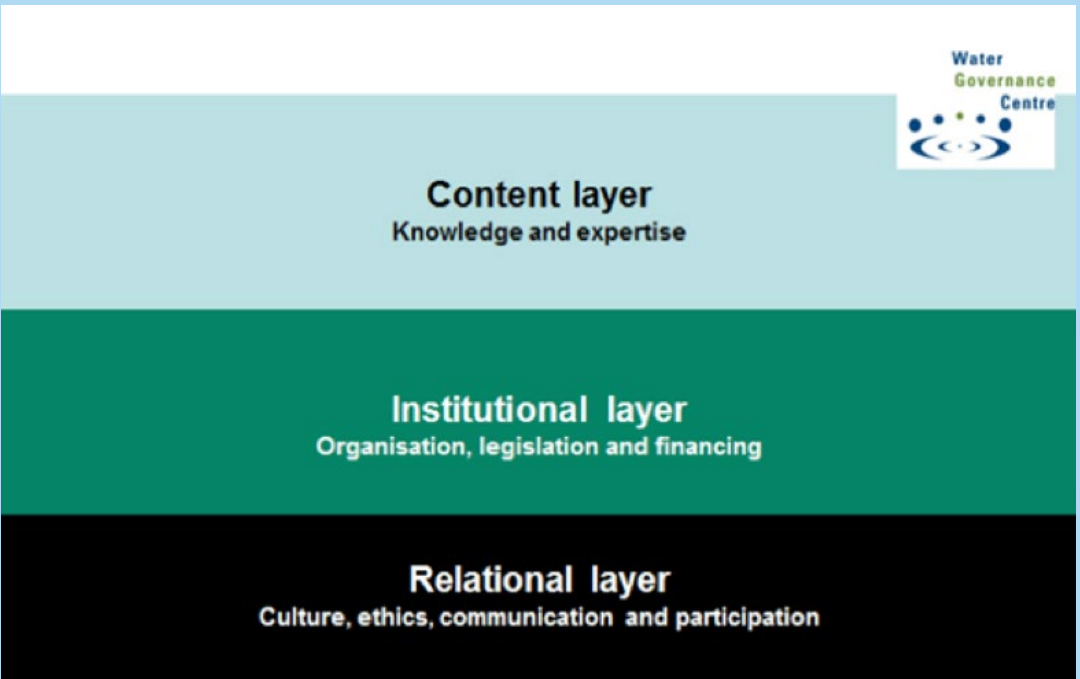 Water
Governance
Centre
Content layer
Knowledge and expertise
Institutional layer
Organisation, legislation and financing
Relational layer
Culture, ethics, communication and participation